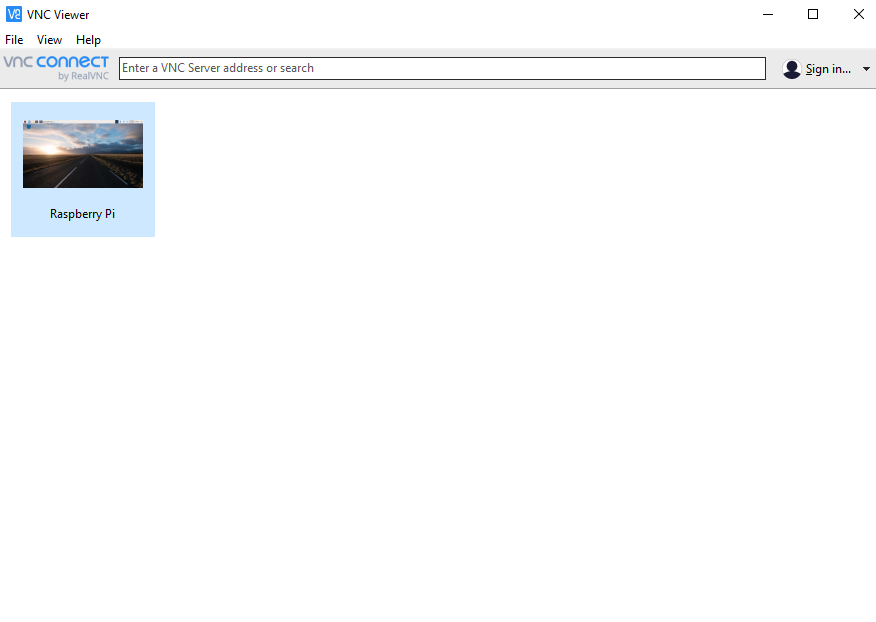 VNC Viewer
File View Help
vnc connect
by RealVNC
Enter a VNC Server address or search
Sign in...
Raspberry Pi